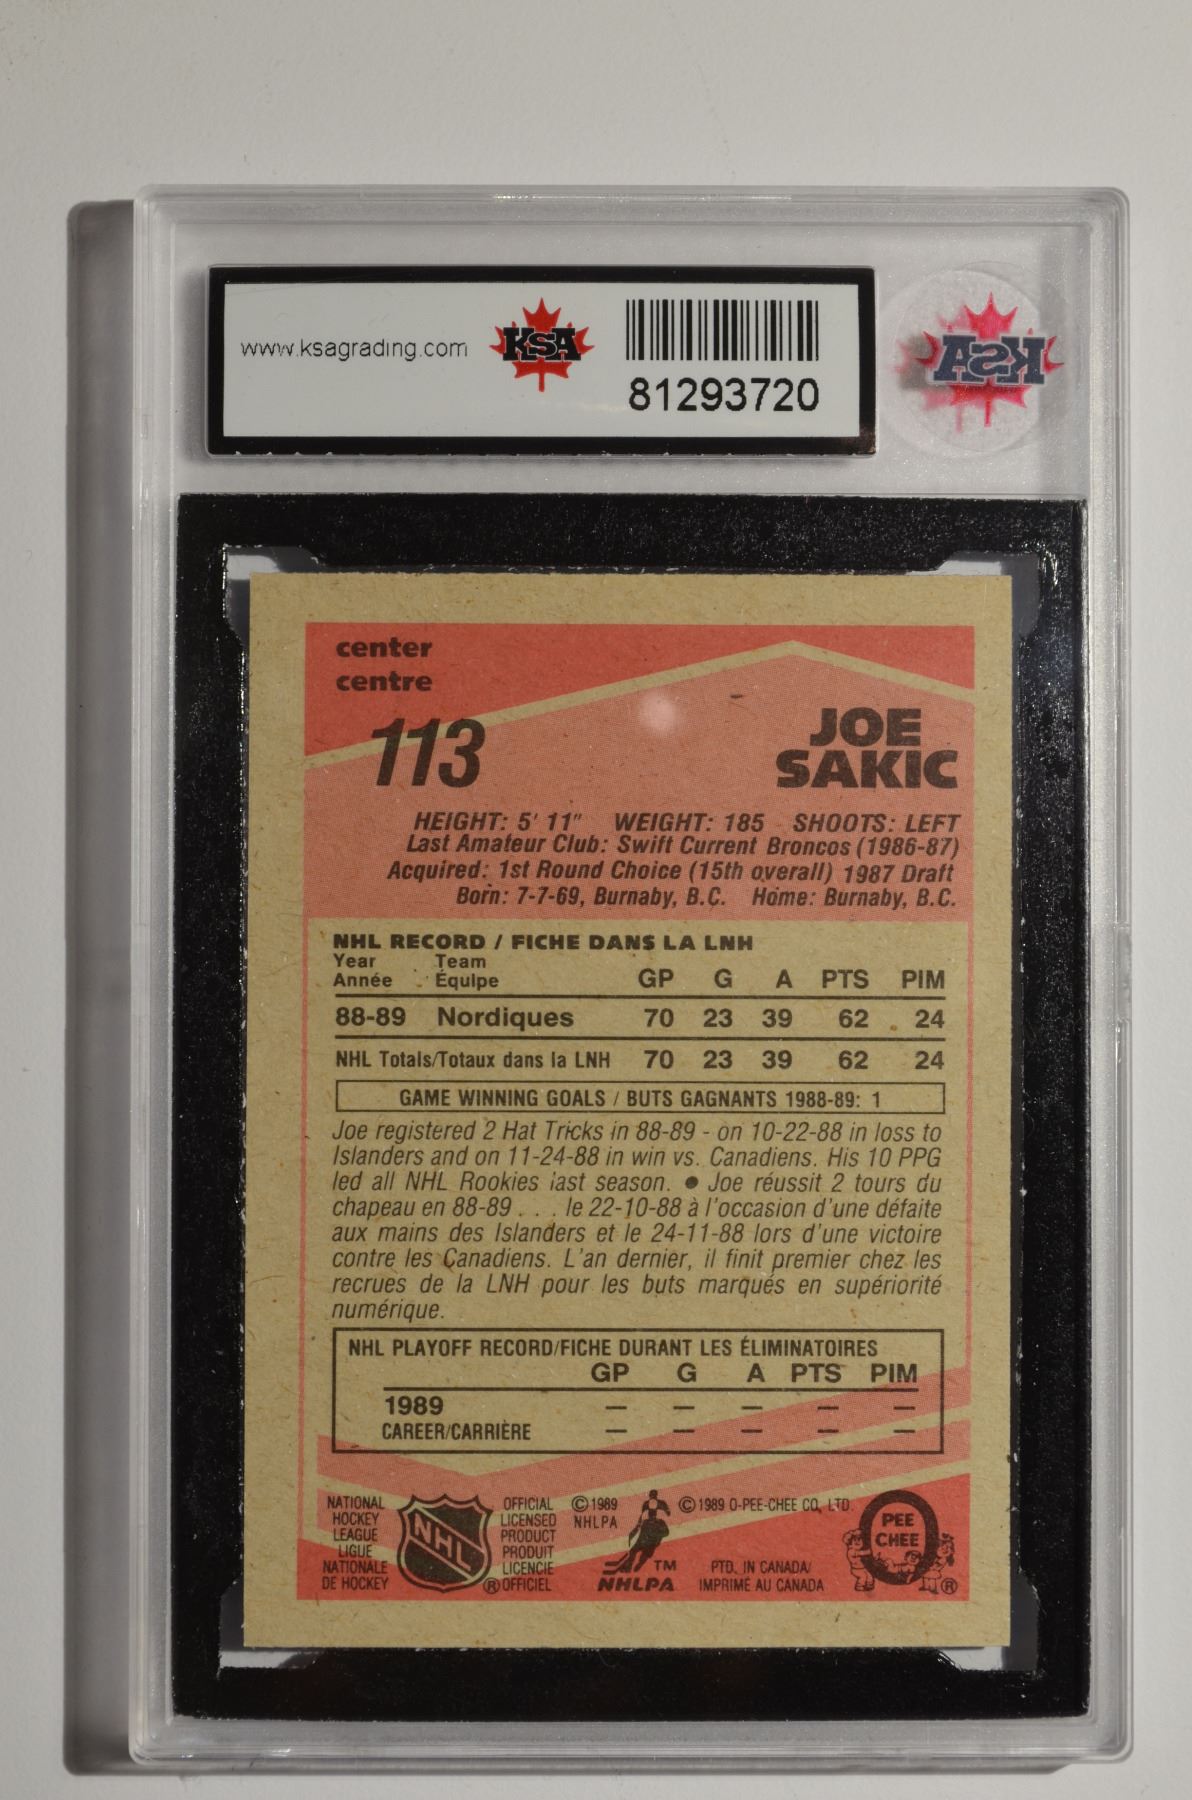 www.ksagrading.com
KSA
81293720
KSA
center
centre
113
JOE
SAKIC
HEIGHT: 5' 11" WEIGHT: 185 SHOOTS: LEFT
Last Amateur Club: Swift Current Broncos (1986-87)
Acquired: 1st Round Choice (15th overall) 1987 Draft
Born: 7-7-69, Burnaby, B.C. Home: Burnaby, B.C.
NHL RECORD / FICHE DANS LA LNH
Year Team
Année Équipe GP G A PTS PIM
88-89 Nordiques 70 23 39 62 24
NHL Totals/Totaux dans la LNH 70 23 39 62 24
GAME WINNING GOALS / BUTS GAGNANTS 1988-89: 1
Joe registered 2 Hat Tricks in 88-89 - on 10-22-88 in loss to
Islanders and on 11-24-88 in win vs. Canadiens. His 10 PPG
led all NHL Rookies last season. ● Joe réussit 2 tours du
chapeau en 88-89 . . . le 22-10-88 à l'occasion d'une défaite
aux mains des Islanders et le 24-11-88 lors d'une victoire
contre les Canadiens. L'an dernier, il finit premier chez les
recrues de la LNH pour les buts marqués en supériorité
numérique.
NHL PLAYOFF RECORD/FICHE DURANT LES ÉLIMINATOIRES
GP G A PTS PIM
1989 — — — — —
CAREER/CARRIÈRE — — — — —
NATIONAL
HOCKEY
LEAGUE
LIGUE
NATIONALE
DE HOCKEY
NHL
OFFICIAL
LICENSED
PRODUCT
PRODUIT
LICENCIE
® OFFICIEL
© 1989
NHLPA
TM
NHLPA
© 1989 O-PEE-CHEE CO. LTD.
PTD. IN CANADA/
IMPRIMÉ AU CANADA
PEE
CHEE
®